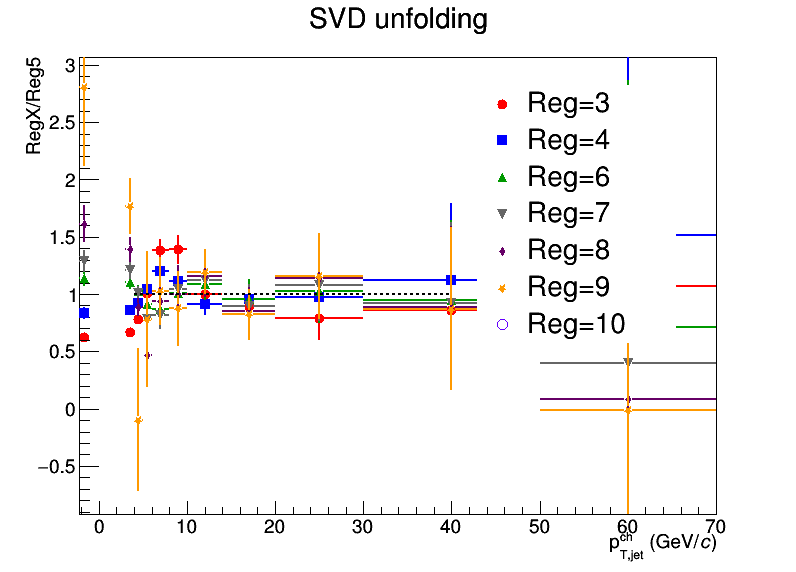 SVD unfolding
RegX/Reg5
3
2.5
2
1.5
1
0.5
0
−0.5
Reg=3
Reg=4
Reg=6
Reg=7
Reg=8
Reg=9
Reg=10
0 10 20 30 40 50 60 70
p^ch_T,jet (GeV/c)